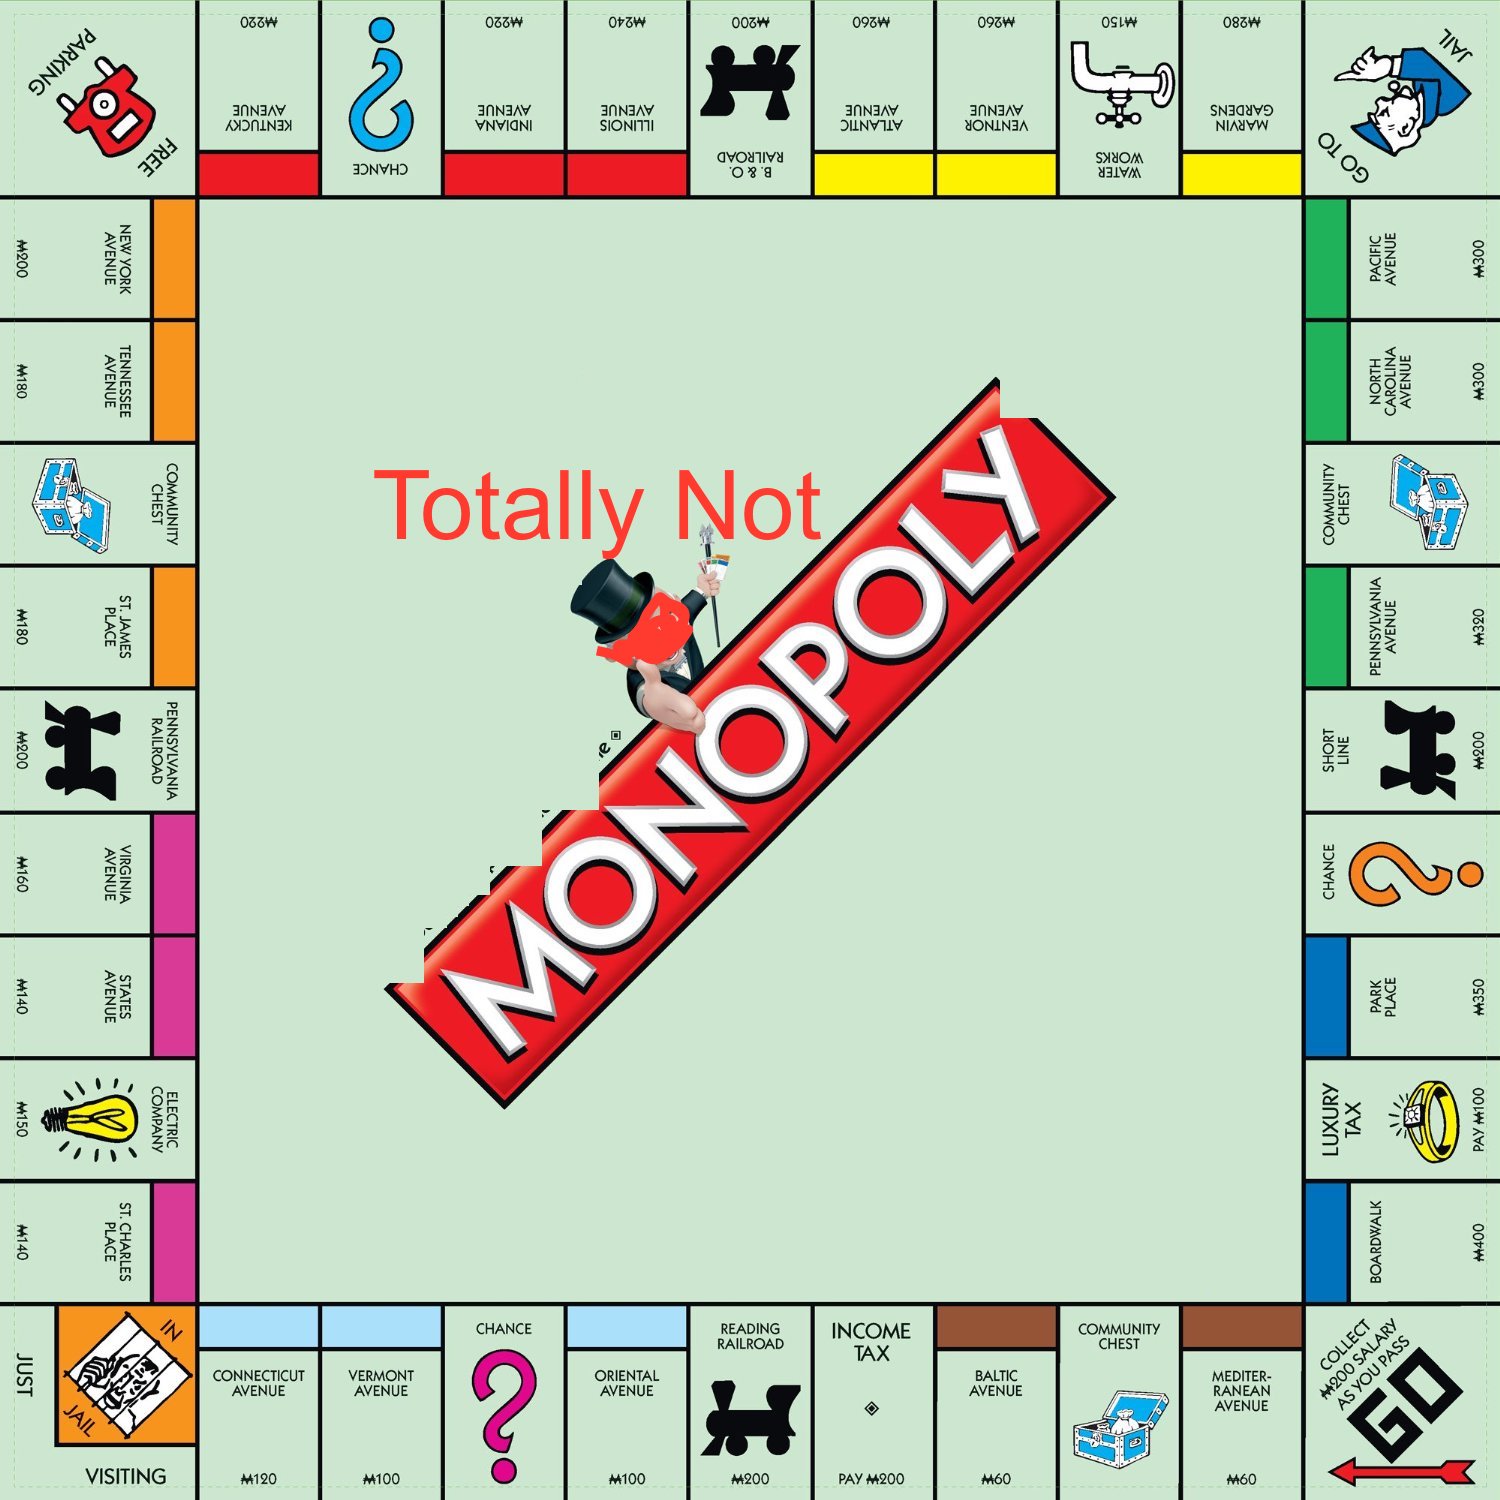 FREE
PARKING
₩220
KENTUCKY
AVENUE
CHANCE
₩220
INDIANA
AVENUE
₩240
ILLINOIS
AVENUE
₩200
B. & O.
RAILROAD
₩260
ATLANTIC
AVENUE
₩260
VENTNOR
AVENUE
₩150
WATER
WORKS
₩280
MARVIN
GARDENS
GO TO
JAIL
NEW YORK
AVENUE
₩200
TENNESSEE
AVENUE
₩180
COMMUNITY
CHEST
ST. JAMES
PLACE
₩180
PENNSYLVANIA
RAILROAD
₩200
VIRGINIA
AVENUE
₩160
STATES
AVENUE
₩140
ELECTRIC
COMPANY
₩150
ST. CHARLES
PLACE
₩140
Totally Not
MONOPOLY
PACIFIC
AVENUE
₩300
NORTH
CAROLINA
AVENUE
₩300
COMMUNITY
CHEST
PENNSYLVANIA
AVENUE
₩320
SHORT
LINE
₩200
CHANCE
PARK
PLACE
₩350
LUXURY
TAX
PAY ₩100
BOARDWALK
₩400
JUST
VISITING
IN
JAIL
CONNECTICUT
AVENUE
₩120
VERMONT
AVENUE
₩100
CHANCE
ORIENTAL
AVENUE
₩100
READING
RAILROAD
₩200
INCOME
TAX
PAY ₩200
BALTIC
AVENUE
₩60
COMMUNITY
CHEST
MEDITER-
RANEAN
AVENUE
₩60
COLLECT
₩200 SALARY
AS YOU PASS
GO